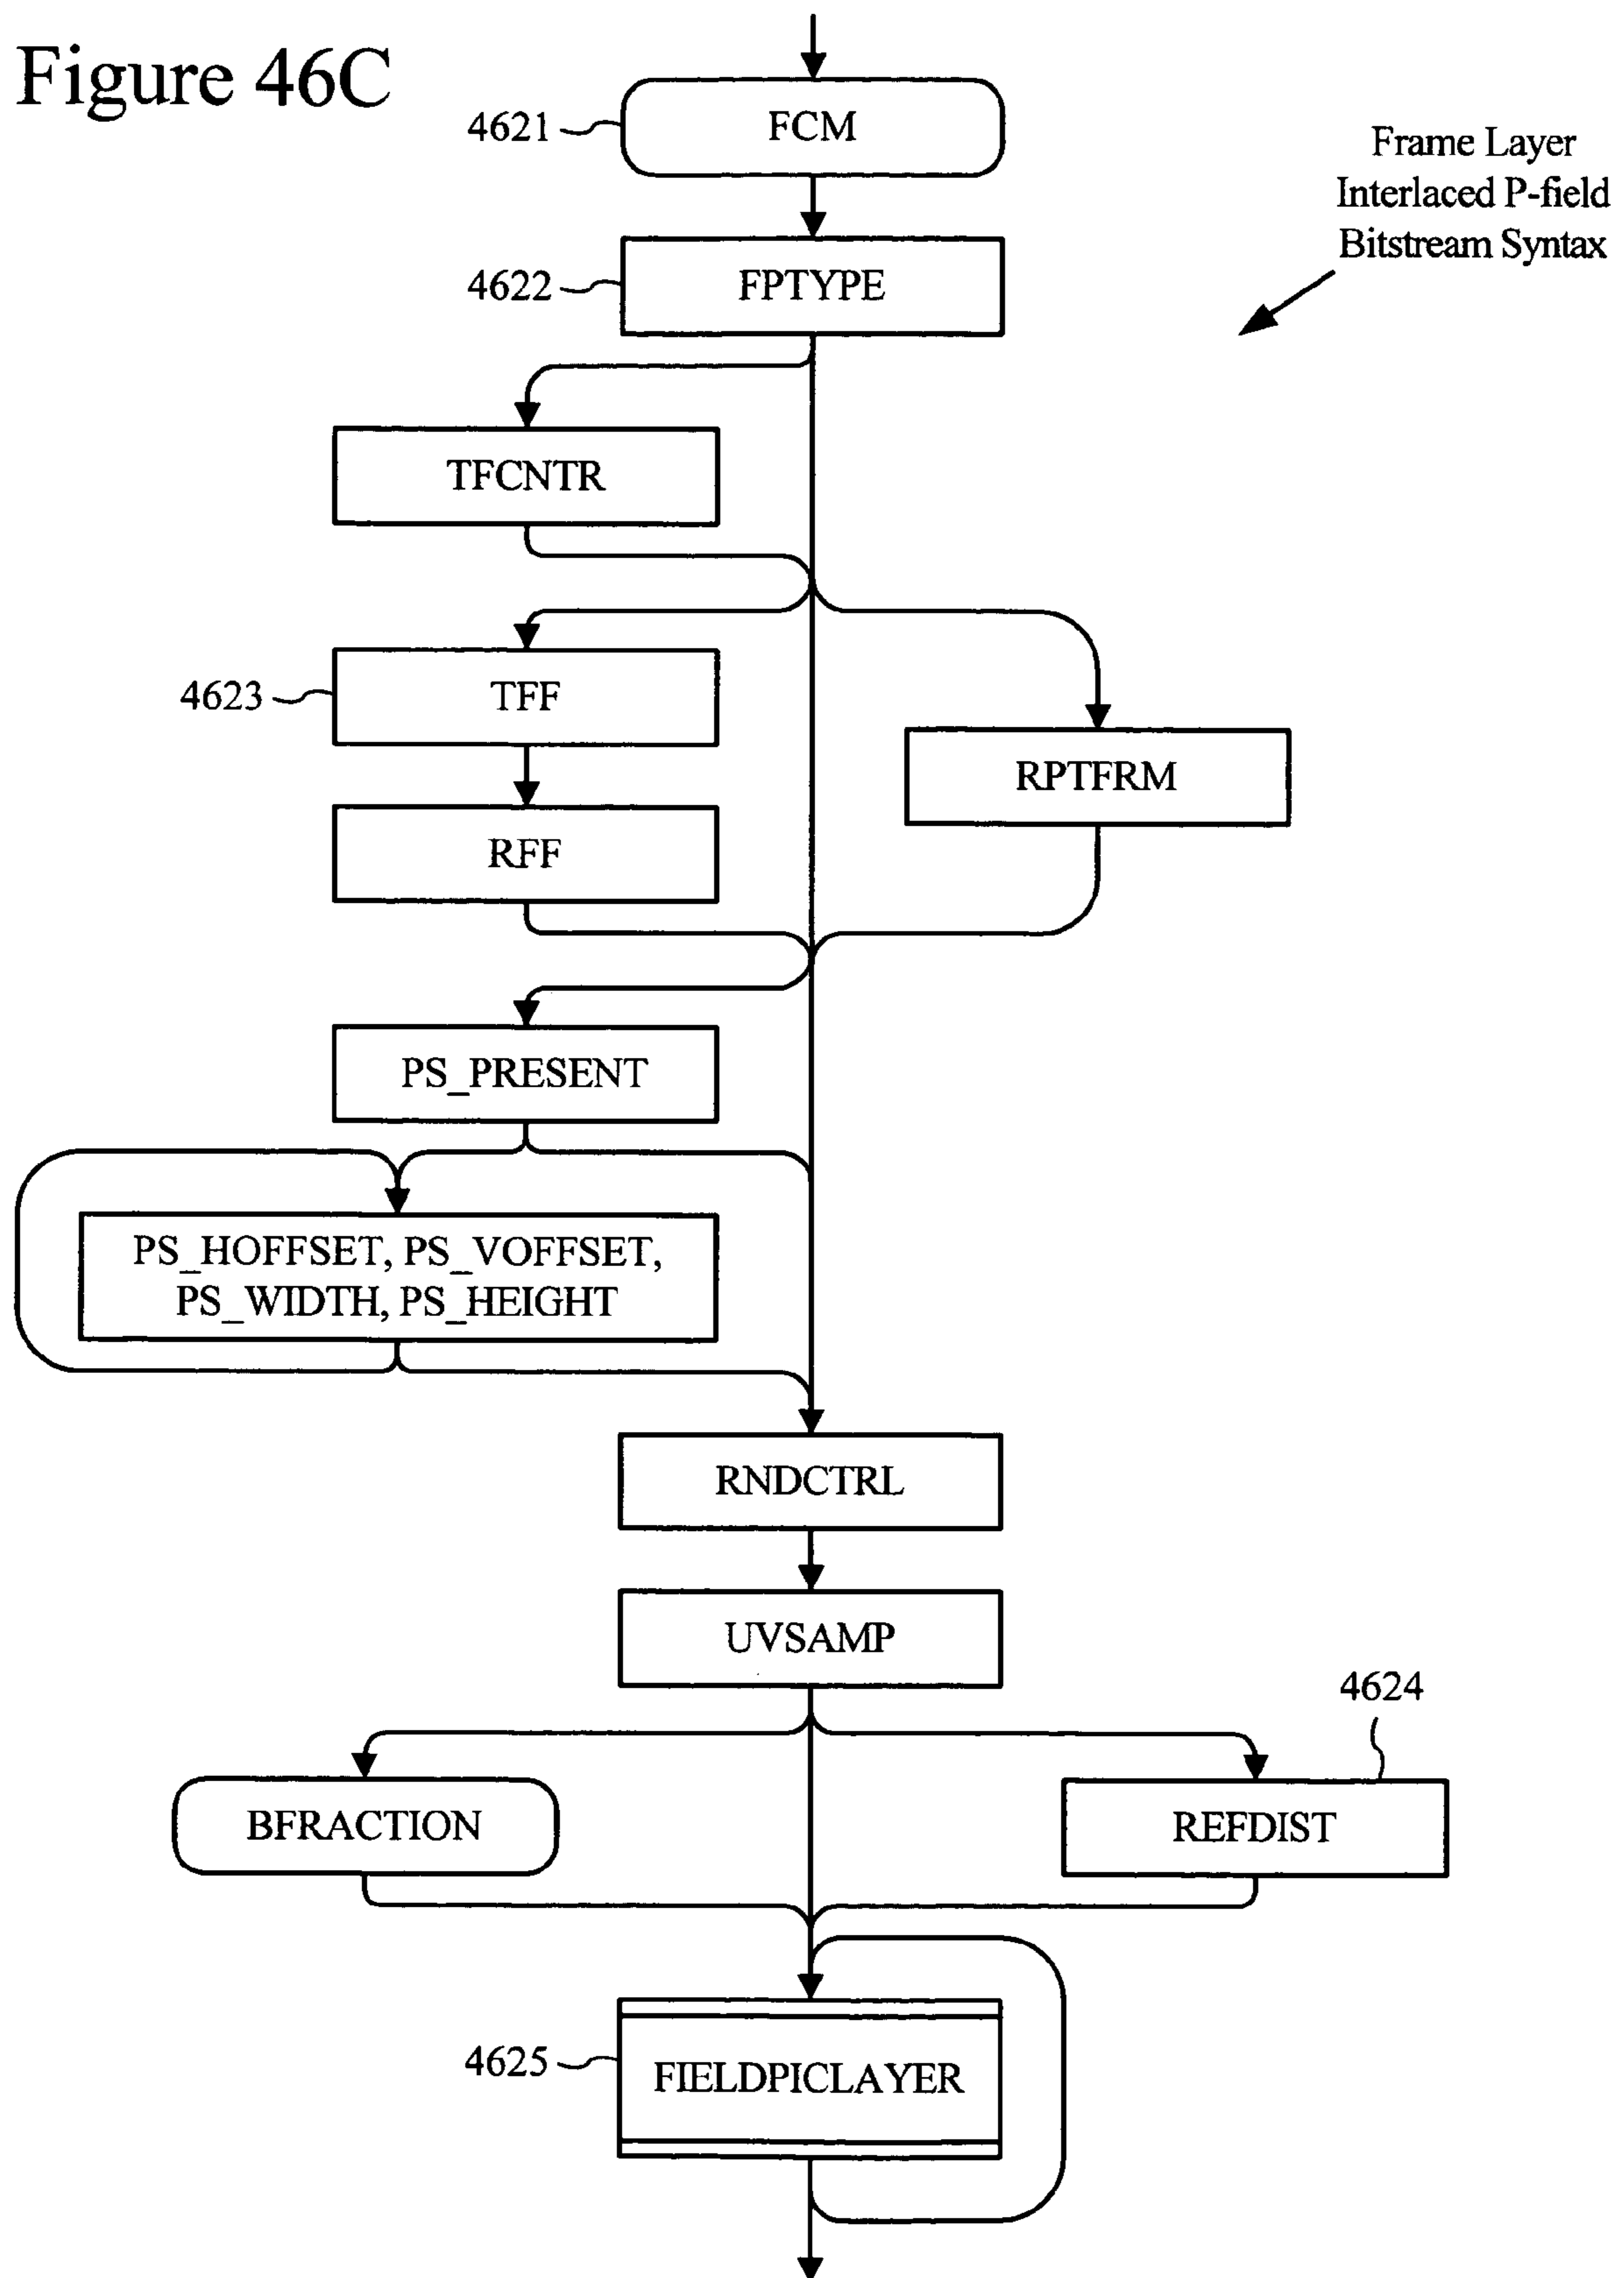 Figure 46C
Frame Layer
Interlaced P-field
Bitstream Syntax
4621
FCM
4622
FPTYPE
TFCNTR
4623
TFF
RPTFRM
RFF
PS_PRESENT
PS_HOFFSET, PS_VOFFSET,
PS_WIDTH, PS_HEIGHT
RNDCTRL
UVSAMP
4624
BFRACTION
REFDIST
4625
FIELDPICLAYER